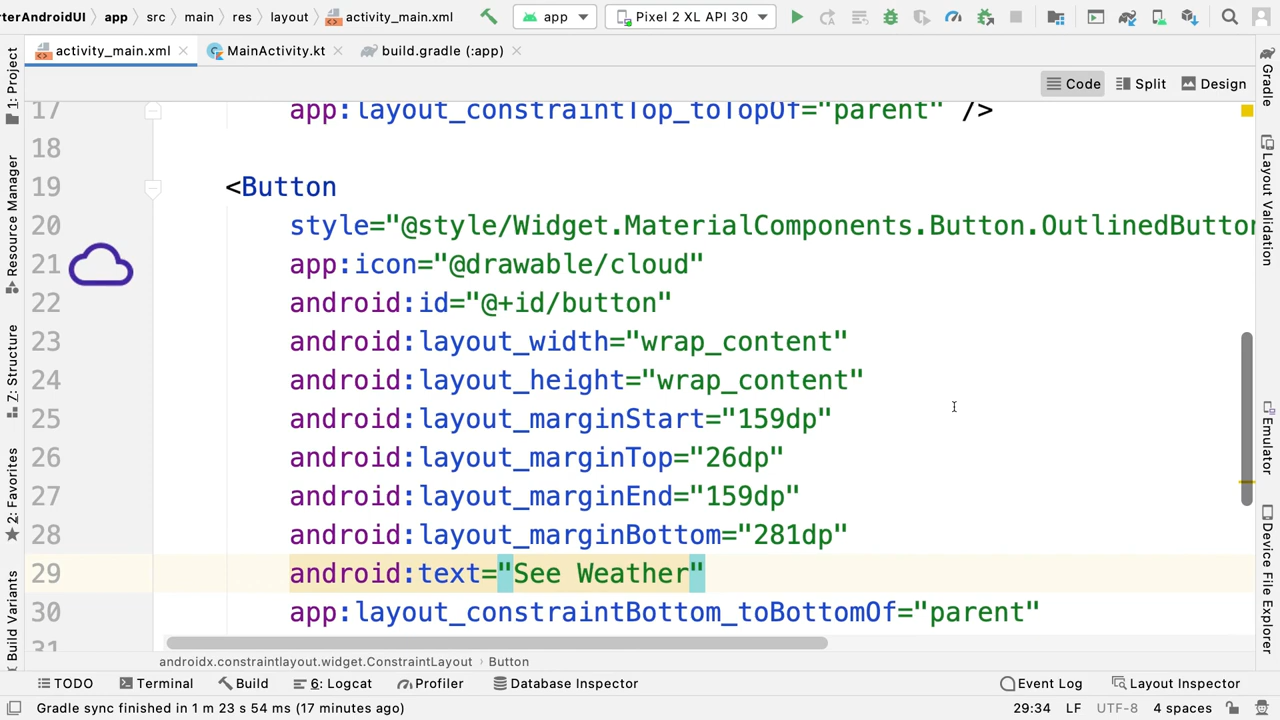 rterAndroidUI › app › src › main › res › layout › activity_main.xml app Pixel 2 XL API 30
activity_main.xml MainActivity.kt build.gradle (:app)
Code Split Design
17 app:layout_constraintTop_toTopOf="parent" />
18
19 <Button
20 style="@style/Widget.MaterialComponents.Button.OutlinedButton
21 app:icon="@drawable/cloud"
22 android:id="@+id/button"
23 android:layout_width="wrap_content"
24 android:layout_height="wrap_content"
25 android:layout_marginStart="159dp"
26 android:layout_marginTop="26dp"
27 android:layout_marginEnd="159dp"
28 android:layout_marginBottom="281dp"
29 android:text="See Weather"
30 app:layout_constraintBottom_toBottomOf="parent"
31
androidx.constraintlayout.widget.ConstraintLayout › Button
TODO Terminal Build 6: Logcat Profiler Database Inspector Event Log Layout Inspector
Gradle sync finished in 1 m 23 s 54 ms (17 minutes ago) 29:34 LF UTF-8 4 spaces
1: Project
Resource Manager
Z: Structure
2: Favorites
Build Variants
Gradle
Layout Validation
Emulator
Device File Explorer